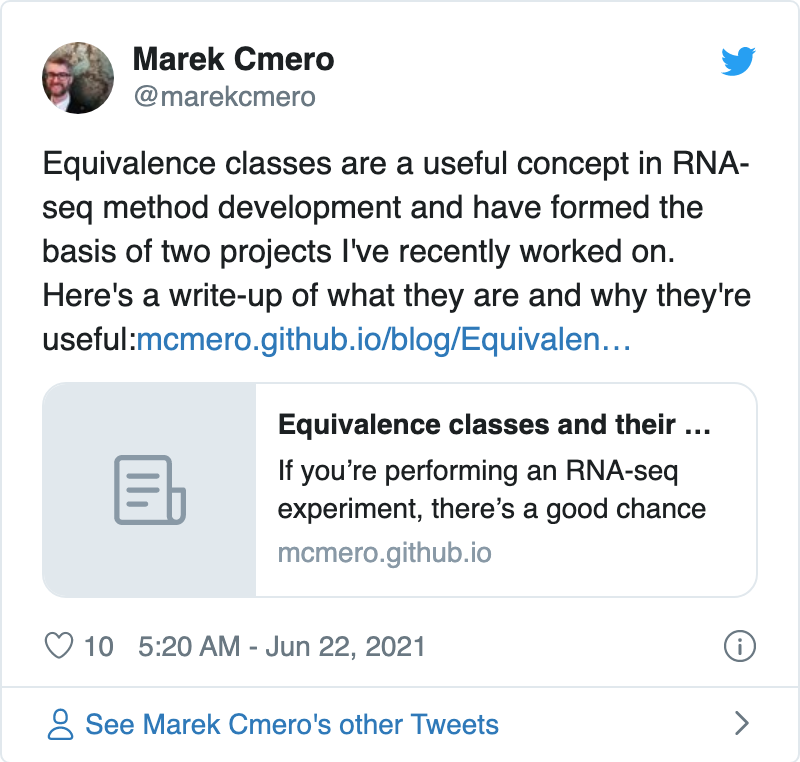 Marek Cmero
@marekcmero
Equivalence classes are a useful concept in RNA-
seq method development and have formed the
basis of two projects I've recently worked on.
Here's a write-up of what they are and why they're
useful:mcmero.github.io/blog/Equivalen…
Equivalence classes and their ...
If you’re performing an RNA-seq
experiment, there’s a good chance
mcmero.github.io
10 5:20 AM - Jun 22, 2021
See Marek Cmero's other Tweets